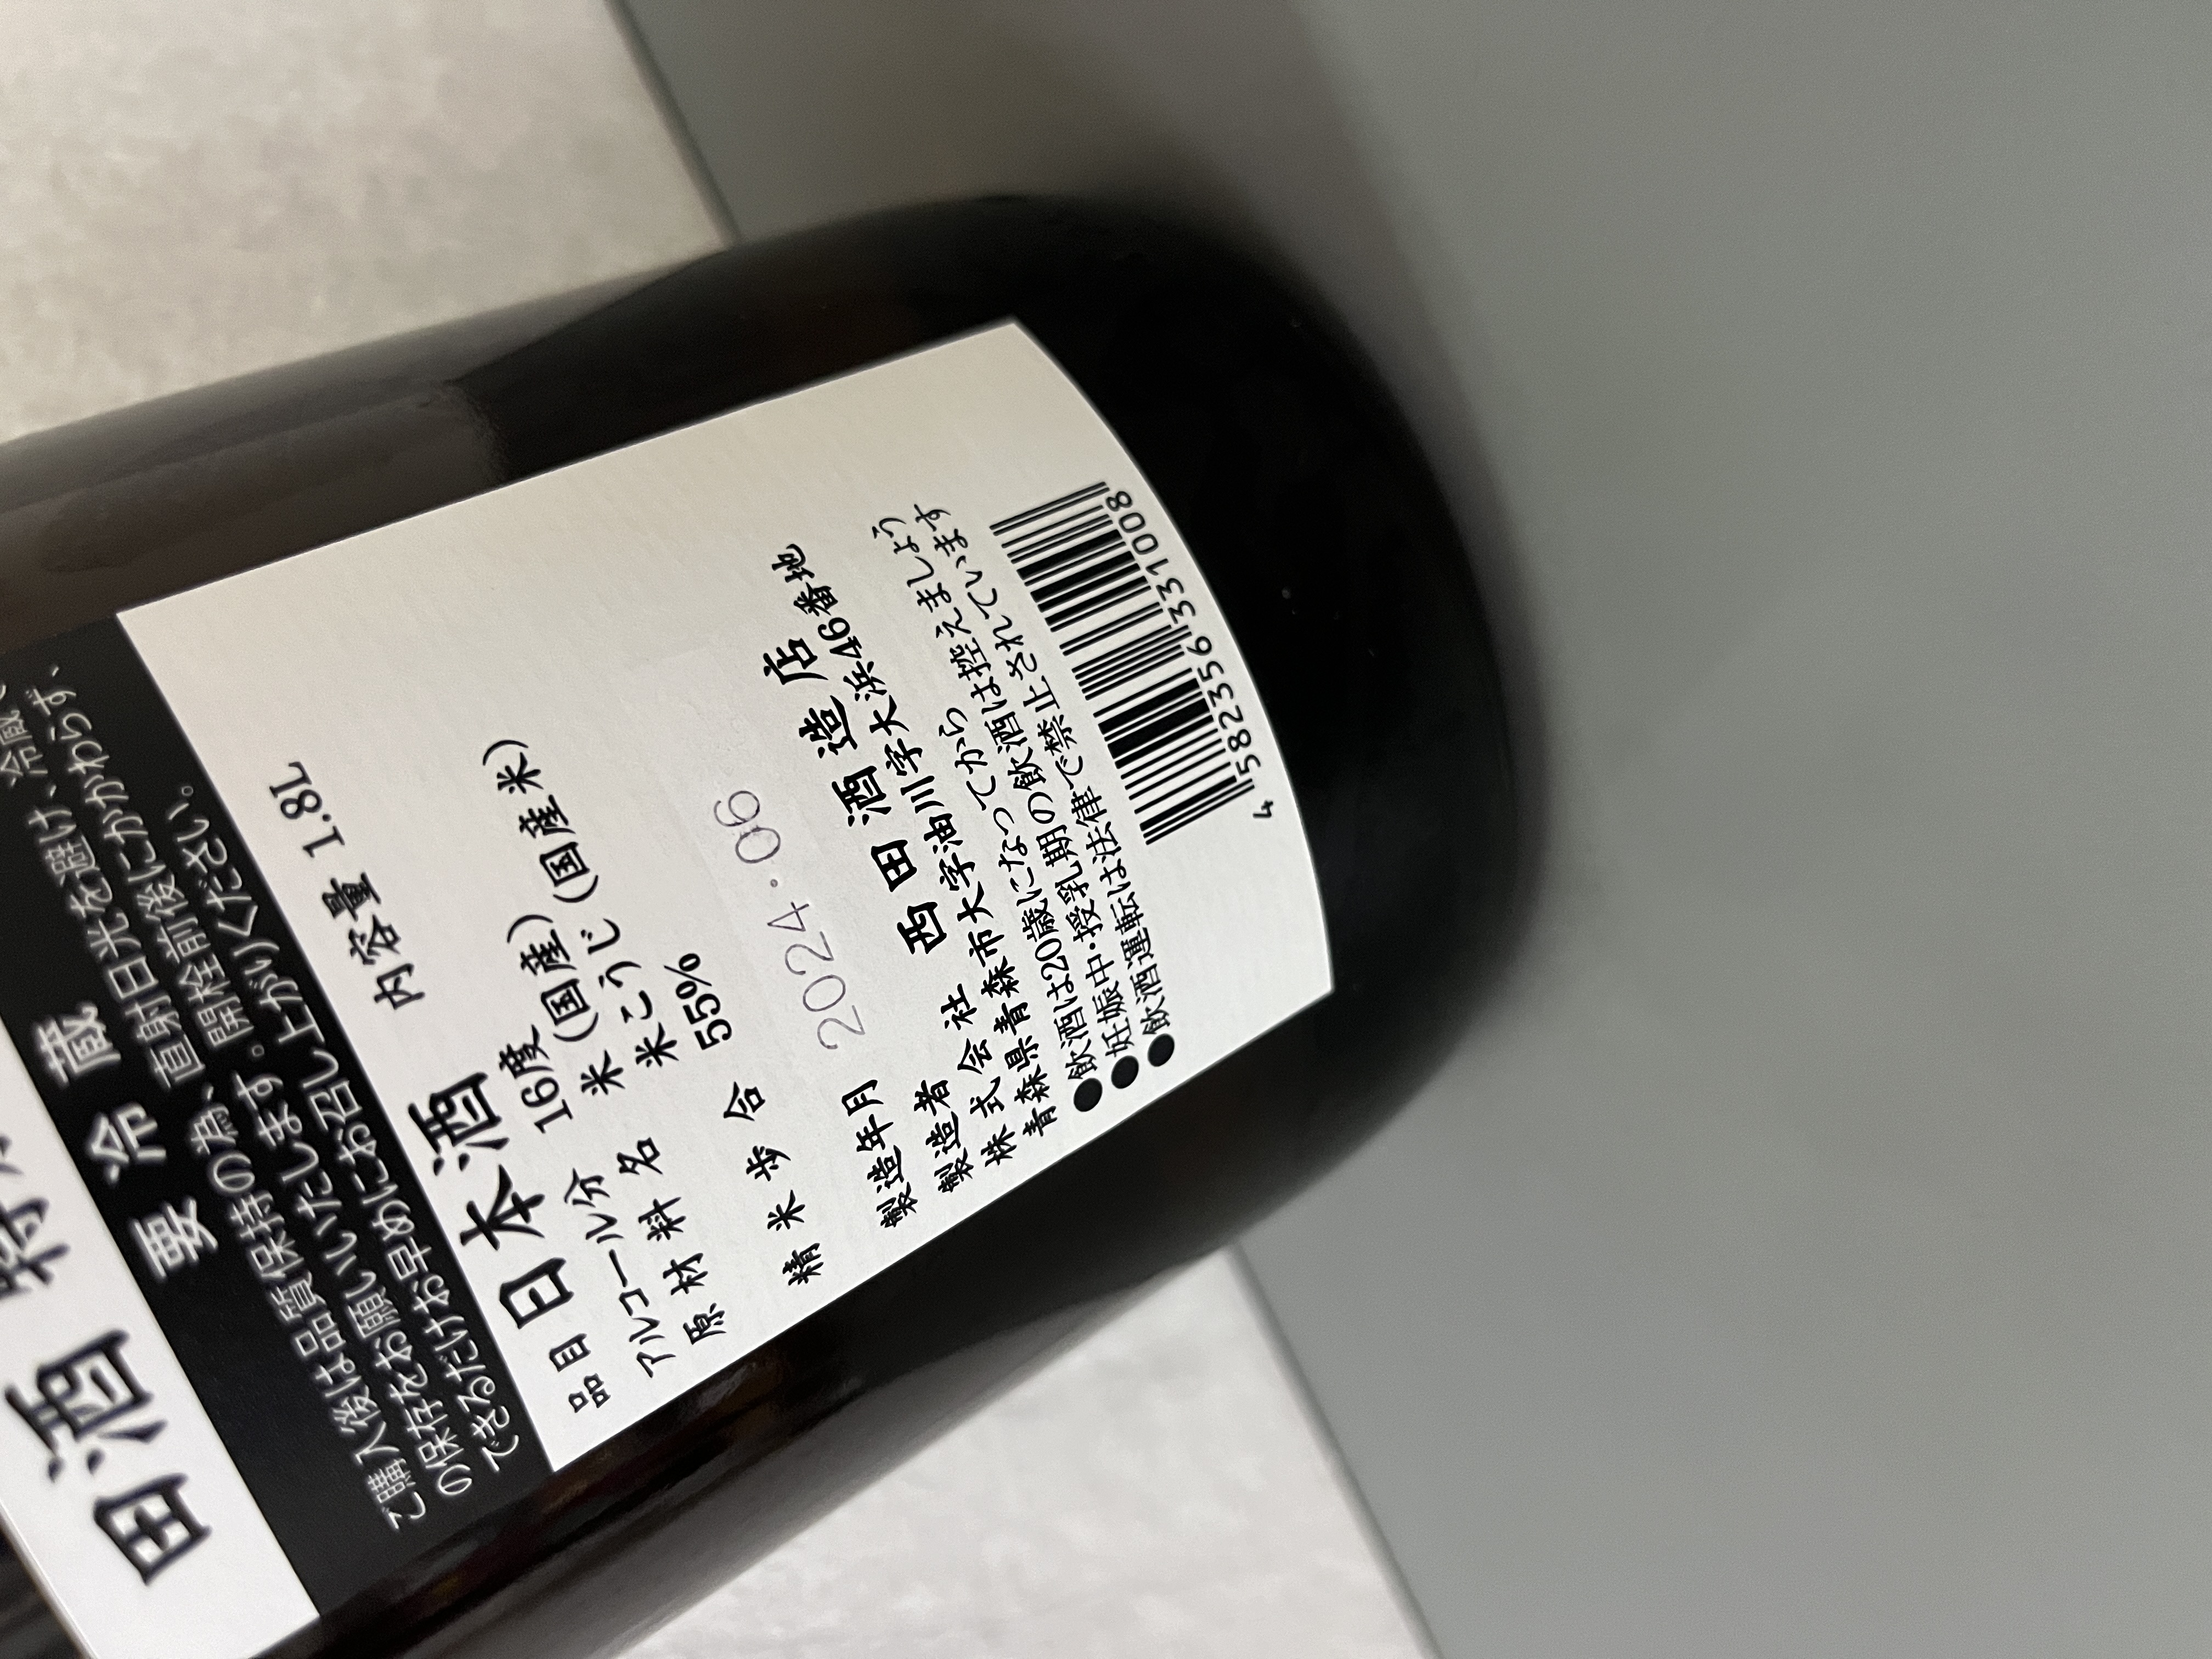 田酒 特
要冷蔵
ご購入後は品質保持の為、直射日光を避け、冷蔵
の保存をお願いいたします。開栓前後にかかわらず、
できるだけお早めにお召し上がりください。
品目 日本酒 内容量 1.8L
アルコール分 16度
原材料名 米(国産)
米こうじ(国産米)
精米歩合 55%
製造年月 2024.06
製造者
株式会社 西田酒造店
青森県青森市大字油川字大浜46番地
●飲酒は20歳になってから
●妊娠中・授乳期の飲酒は控えましょう
●飲酒運転は法律で禁止されています
4 582356 331008